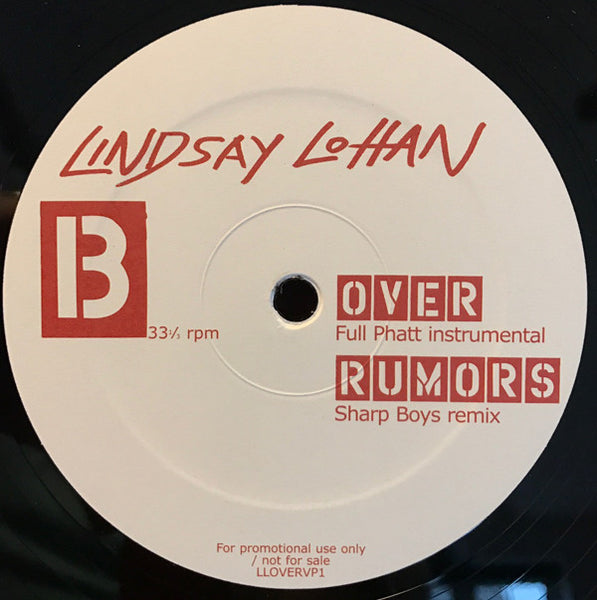 LINDSAY LOHAN
B
33⅓ rpm
OVER
Full Phatt instrumental
RUMORS
Sharp Boys remix
For promotional use only
/ not for sale
LLOVERVP1